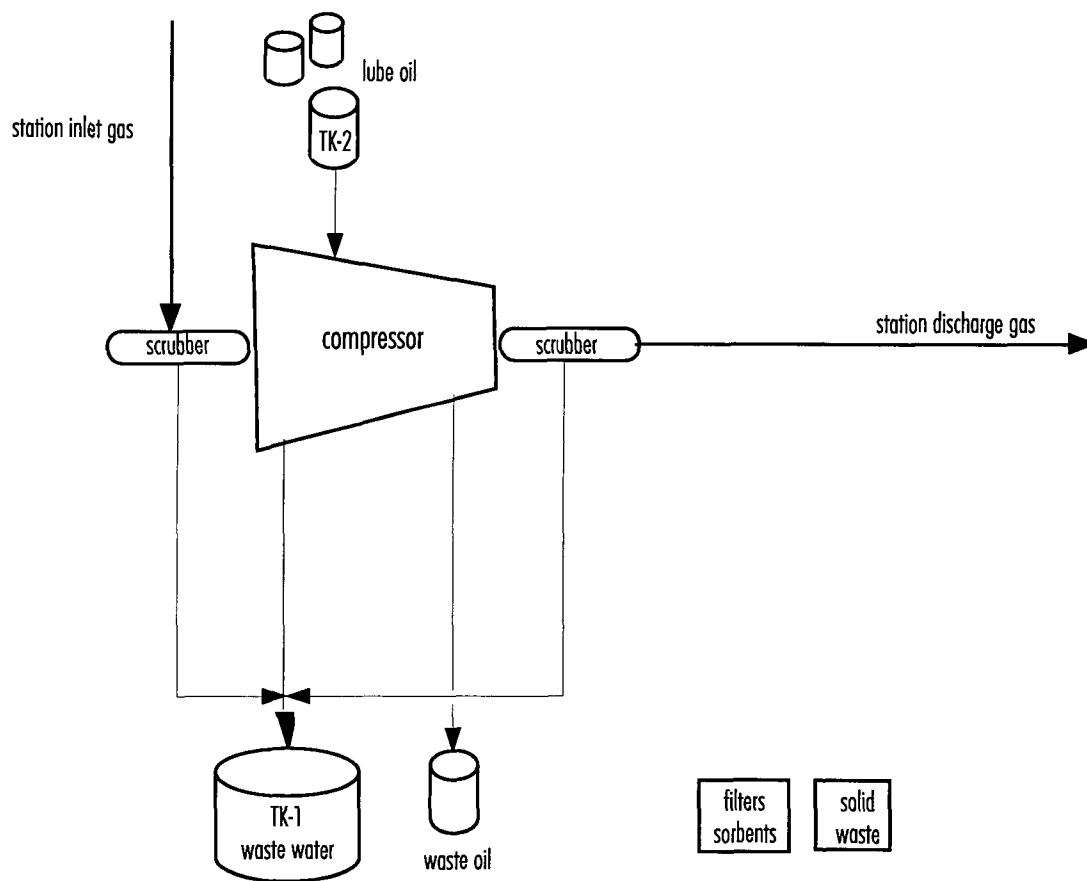 lube oil
station inlet gas
TK-2
station discharge gas
scrubber
compressor
scrubber
TK-1
waste water
waste oil
filters
sorbents
solid
waste